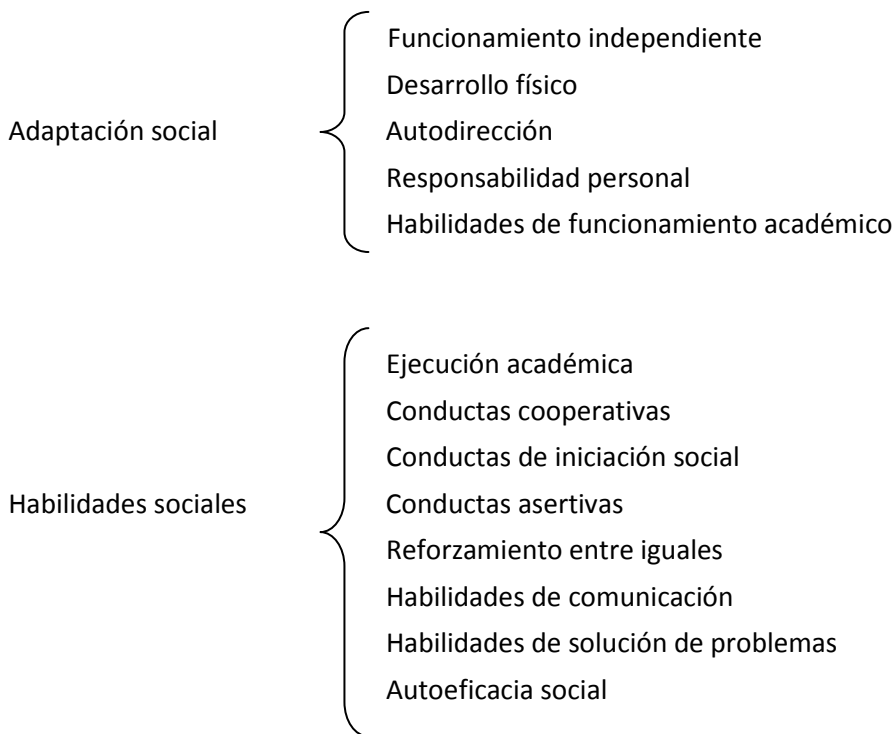 Funcionamiento independiente
Desarrollo físico
Adaptación social
Autodirección
Responsabilidad personal
Habilidades de funcionamiento académico
Ejecución académica
Conductas cooperativas
Conductas de iniciación social
Habilidades sociales
Conductas asertivas
Reforzamiento entre iguales
Habilidades de comunicación
Habilidades de solución de problemas
Autoeficacia social